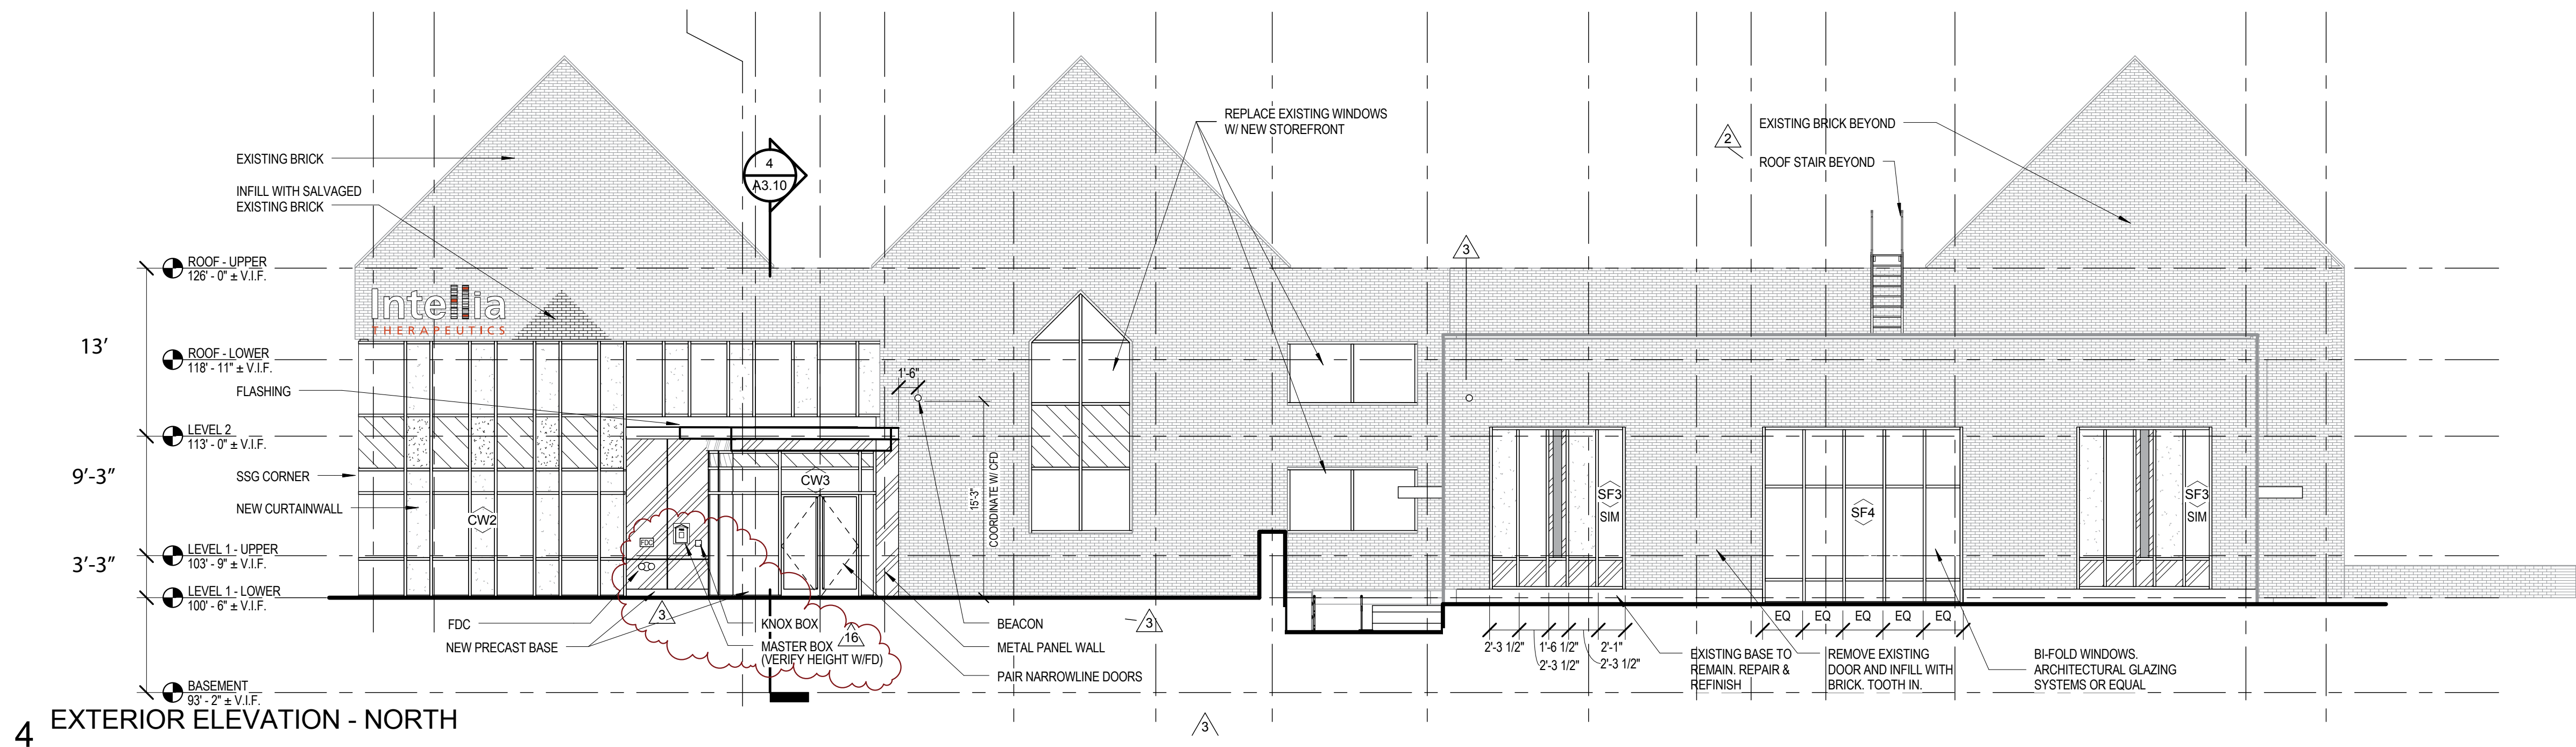 REPLACE EXISTING WINDOWS
W/ NEW STOREFRONT
2
EXISTING BRICK BEYOND
ROOF STAIR BEYOND
EXISTING BRICK
4
A3.10
INFILL WITH SALVAGED
EXISTING BRICK
3
ROOF - UPPER
126' - 0" ± V.I.F.
Intellia
THERAPEUTICS
13'
ROOF - LOWER
118' - 11" ± V.I.F.
FLASHING
1'-6"
LEVEL 2
113' - 0" ± V.I.F.
9'-3"
SSG CORNER
NEW CURTAINWALL
CW2
CW3
15'-3"
COORDINATE W/ CFD
SF3
SIM
SF4
SF3
SIM
FDC
LEVEL 1 - UPPER
103' - 9" ± V.I.F.
3'-3"
LEVEL 1 - LOWER
100' - 6" ± V.I.F.
FDC
NEW PRECAST BASE
3
KNOX BOX
16
MASTER BOX
(VERIFY HEIGHT W/FD)
BEACON
METAL PANEL WALL
PAIR NARROWLINE DOORS
3
2'-3 1/2"
1'-6 1/2"
2'-1"
2'-3 1/2"
2'-3 1/2"
EQ
EQ
EQ
EQ
EQ
EXISTING BASE TO
REMAIN. REPAIR &
REFINISH
REMOVE EXISTING
DOOR AND INFILL WITH
BRICK. TOOTH IN.
BI-FOLD WINDOWS.
ARCHITECTURAL GLAZING
SYSTEMS OR EQUAL
BASEMENT
93' - 2" ± V.I.F.
3
4 EXTERIOR ELEVATION - NORTH